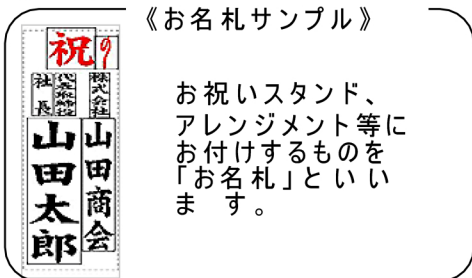 《お名札サンプル》
祝の
株式会社
山田商会
代表取締役
社長
山田太郎
お祝いスタンド、
アレンジメント等に
お付けするものを
「お名札」といい
ます。